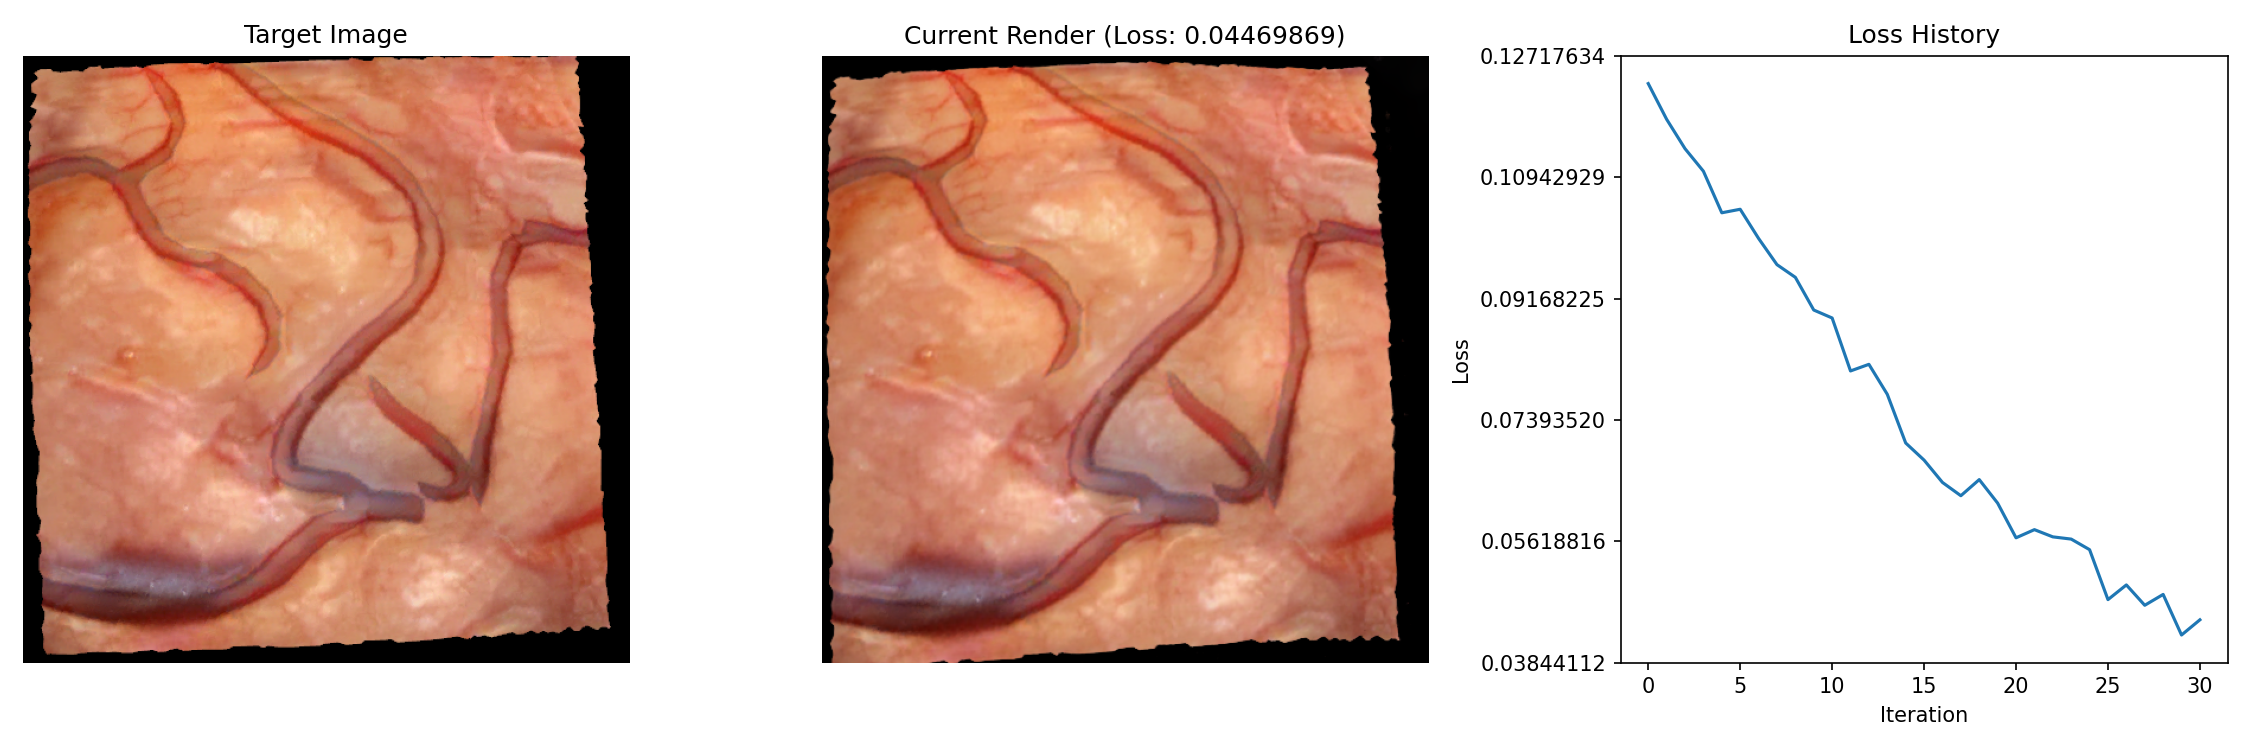 Target Image
Current Render (Loss: 0.04469869)
Loss History
0.12717634
0.10942929
0.09168225
0.07393520
0.05618816
0.03844112
Loss
0
5
10
15
20
25
30
Iteration